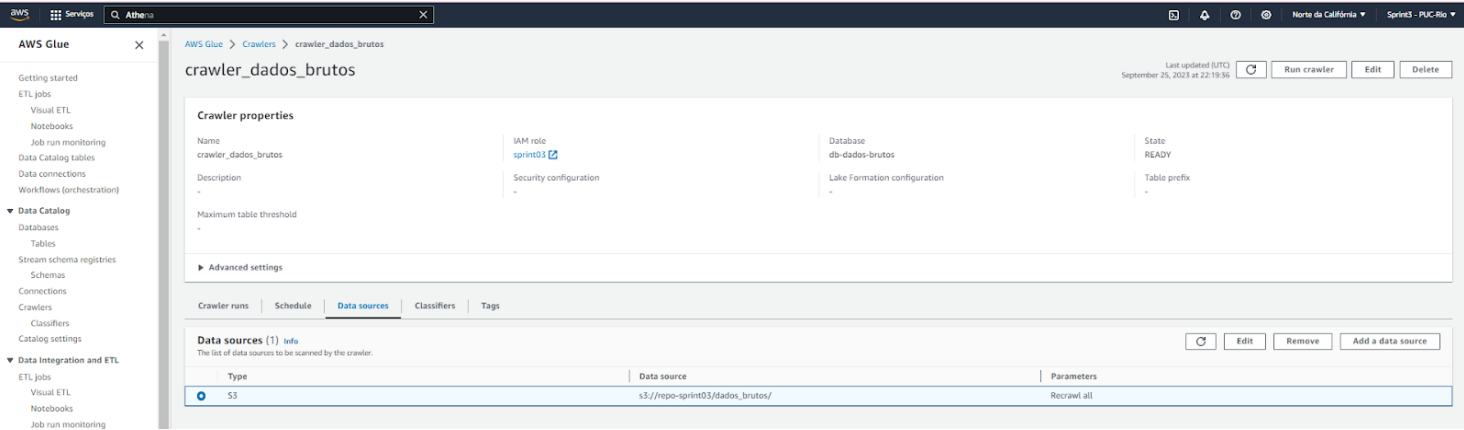 aws Serviços Athena Norte da Califórnia ▼ Sprint3 - PUC-Rio ▼
AWS Glue
Getting started
ETL jobs
Visual ETL
Notebooks
Job run monitoring
Data Catalog tables
Data connections
Workflows (orchestration)
Data Catalog
Databases
Tables
Stream schema registries
Schemas
Connections
Crawlers
Classifiers
Catalog settings
Data Integration and ETL
ETL jobs
Visual ETL
Notebooks
Job run monitoring
AWS Glue > Crawlers > crawler_dados_brutos
crawler_dados_brutos
Last updated (UTC)
September 25, 2023 at 22:19:36
Run crawler Edit Delete
Crawler properties
Name
crawler_dados_brutos
IAM role
sprint03
Database
db-dados-brutos
State
READY
Description
-
Security configuration
-
Lake Formation configuration
-
Table prefix
-
Maximum table threshold
-
Advanced settings
Crawler runs Schedule Data sources Classifiers Tags
Data sources (1) Info
The list of data sources to be scanned by the crawler.
Edit Remove Add a data source
Type Data source Parameters
S3 s3://repo-sprint03/dados_brutos/ Recrawl all